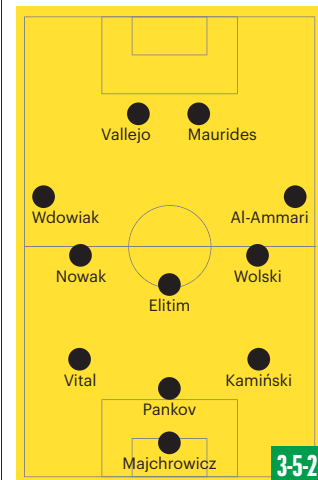 Vallejo Maurides
Wdowiak Al-Ammari
Nowak Wolski
Elitim
Vital Kamiński
Pankov
Majchrowicz
3-5-2